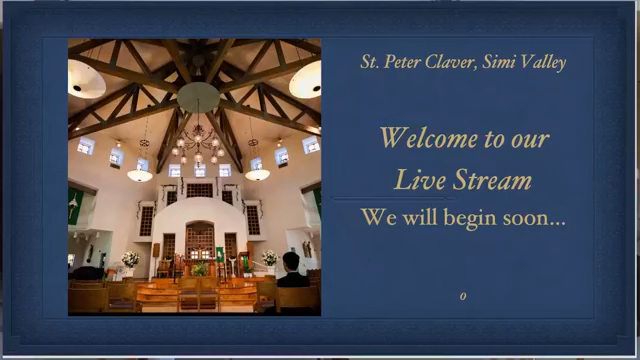 St. Peter Claver, Simi Valley
Welcome to our
Live Stream
We will begin soon...
0